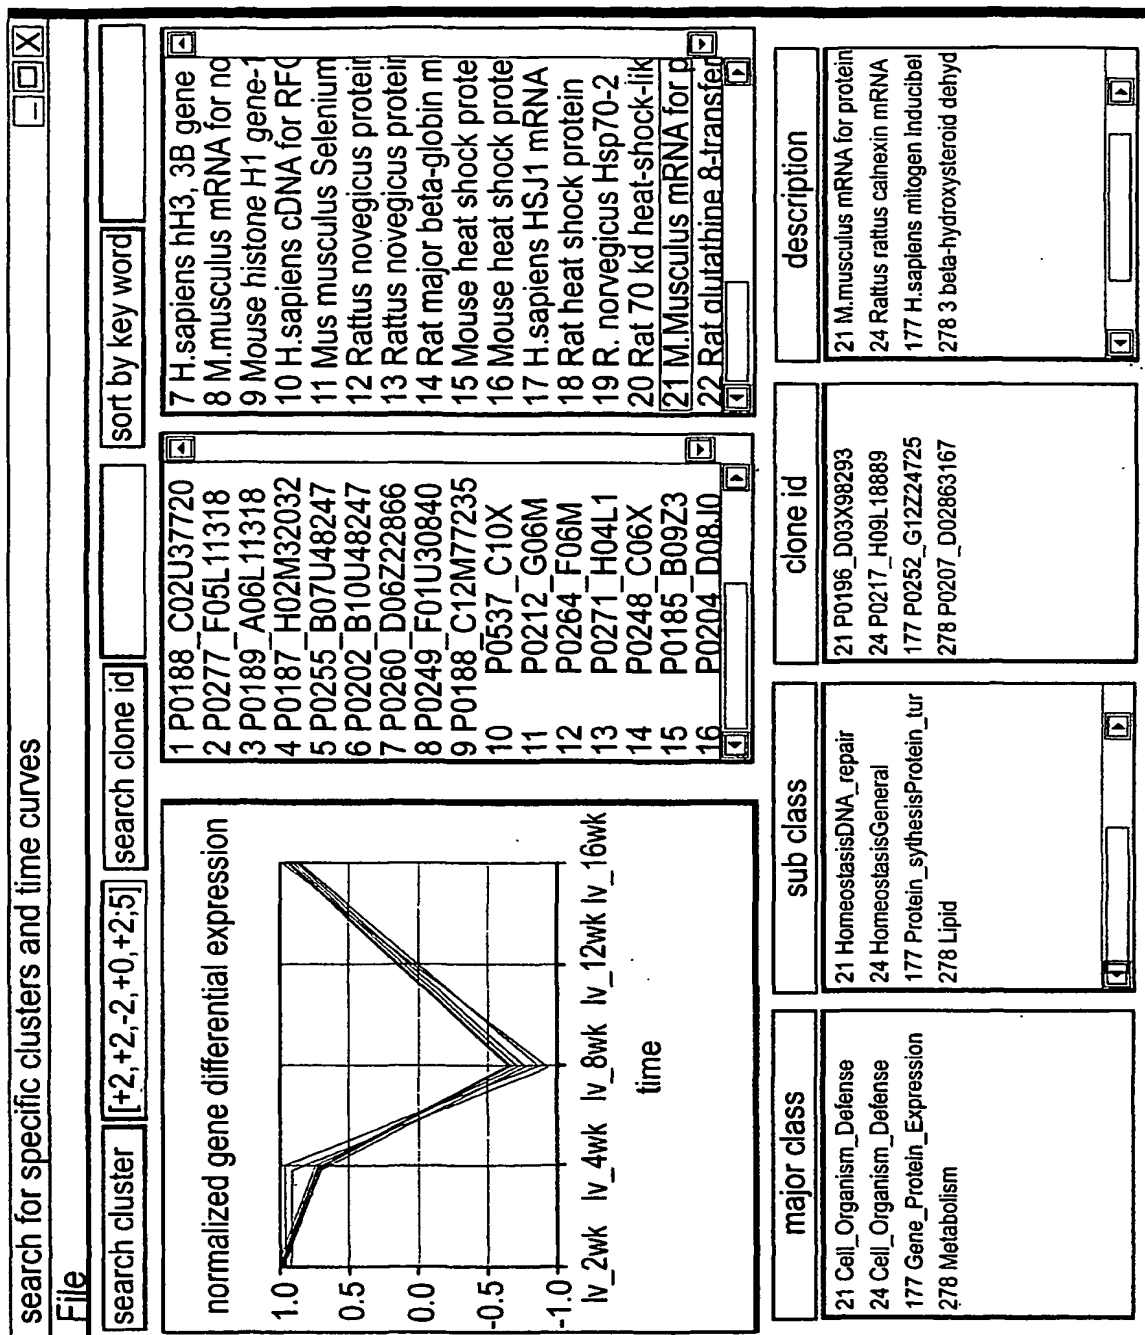 search for specific clusters and time curves
File
search cluster
[+2,+2,-2,+0,+2;5]
search clone id
sort by key word
normalized gene differential expression
1.0
0.5
0.0
-0.5
-1.0
lv_2wk lv_4wk lv_8wk lv_12wk lv_16wk
time
1 P0188_C02U37720
2 P0277_F05L11318
3 P0189_A06L11318
4 P0187_H02M32032
5 P0255_B07U48247
6 P0202_B10U48247
7 P0260_D06Z22866
8 P0249_F01U30840
9 P0188_C12M77235
10 P0537_C10X
11 P0212_G06M
12 P0264_F06M
13 P0271_H04L1
14 P0248_C06X
15 P0185_B09Z3
16 P0204_D08J0
7 H.sapiens hH3, 3B gene
8 M.musculus mRNA for no
9 Mouse histone H1 gene-1
10 H.sapiens cDNA for RFC
11 Mus musculus Selenium
12 Rattus novegicus protein
13 Rattus novegicus protein
14 Rat major beta-globin m
15 Mouse heat shock prote
16 Mouse heat shock prote
17 H.sapiens HSJ1 mRNA
18 Rat heat shock protein
19 R. norvegicus Hsp70-2
20 Rat 70 kd heat-shock-lik
21 M.Musculus mRNA for p
22 Rat glutathine 8-transfer
major class
21 Cell_Organism_Defense
24 Cell_Organism_Defense
177 Gene_Protein_Expression
278 Metabolism
sub class
21 HomeostasisDNA_repair
24 HomeostasisGeneral
177 Protein_sythesisProtein_tur
278 Lipid
clone id
21 P0196_D03X98293
24 P0217_H09L18889
177 P0252_G12Z24725
278 P0207_D02863167
description
21 M.musculus mRNA for protein
24 Rattus rattus calnexin mRNA
177 H.sapiens mitogen Inducibel
278 3 beta-hydroxysteroid dehyd